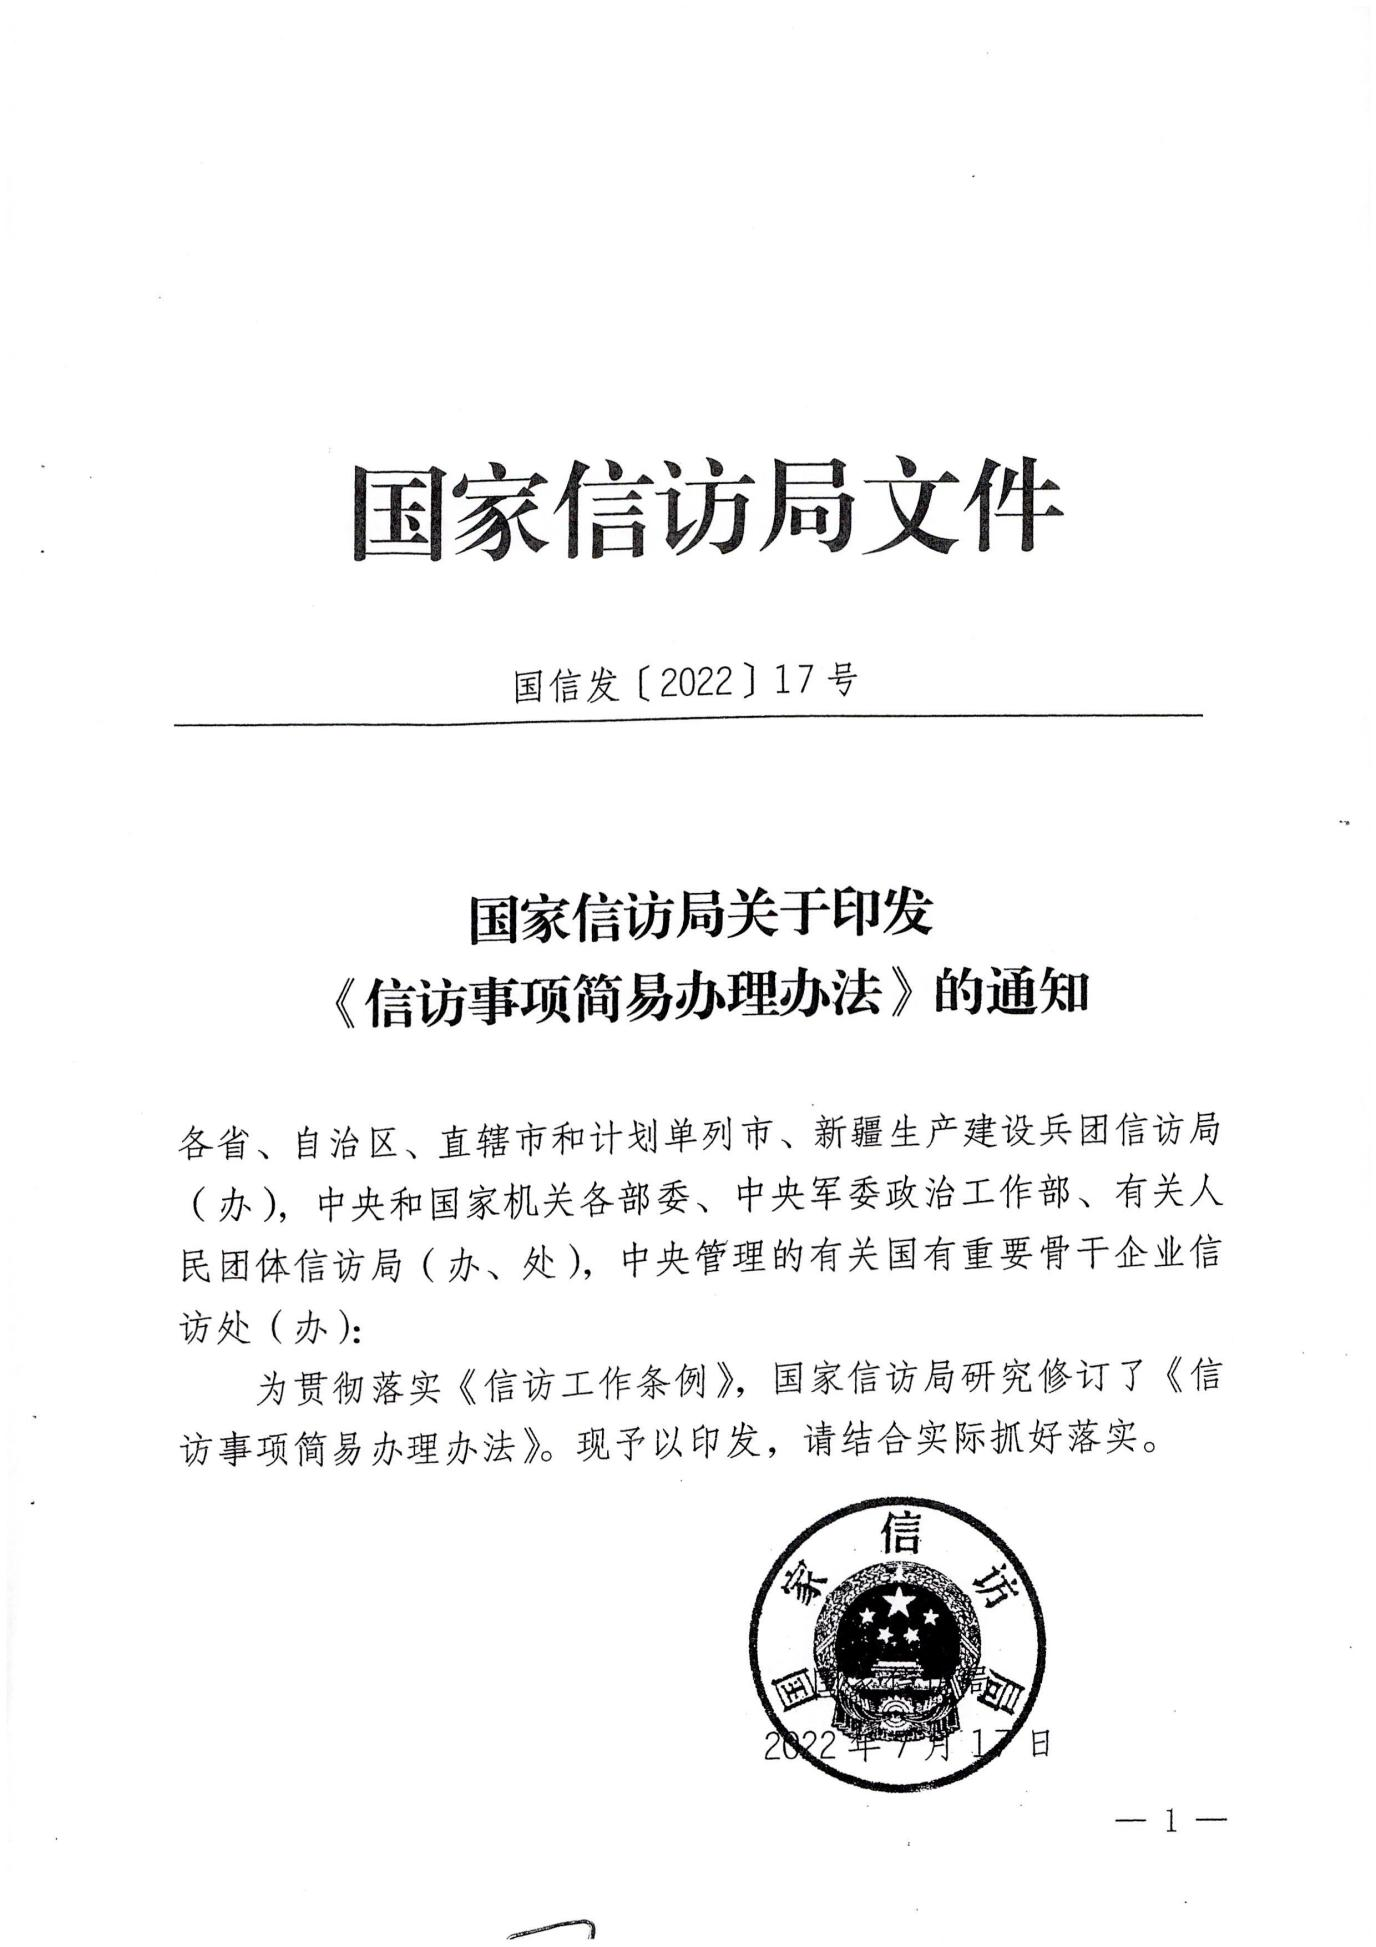 国家信访局文件
国信发〔2022〕17号
国家信访局关于印发
《信访事项简易办理办法》的通知
各省、自治区、直辖市和计划单列市、新疆生产建设兵团信访局
（办），中央和国家机关各部委、中央军委政治工作部、有关人
民团体信访局（办、处），中央管理的有关国有重要骨干企业信
访处（办）：
为贯彻落实《信访工作条例》，国家信访局研究修订了《信
访事项简易办理办法》。现予以印发，请结合实际抓好落实。
国家信访局
国家信访局
2022年7月17日
— 1 —